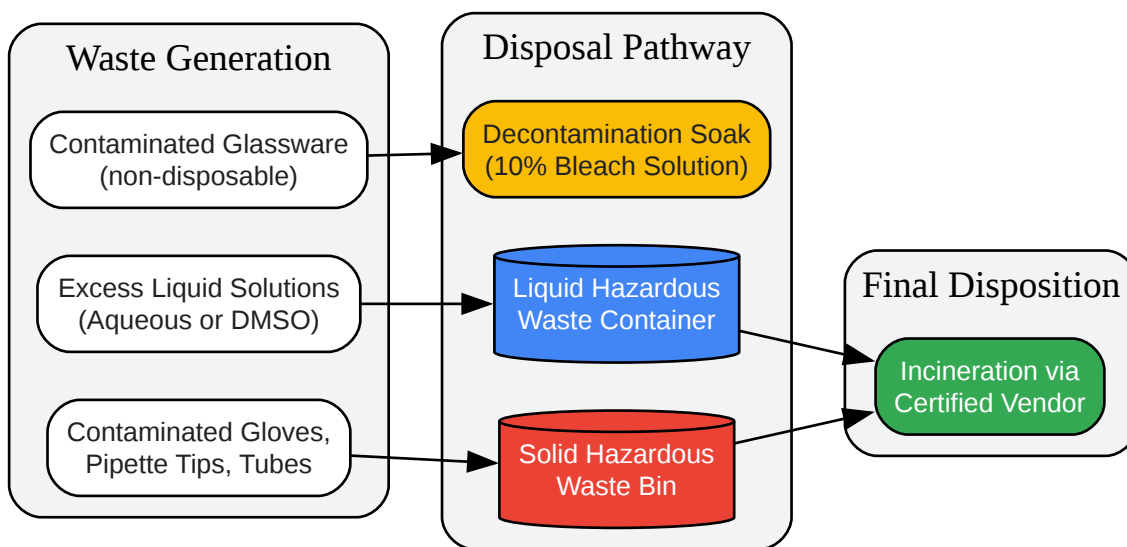 Waste Generation
Contaminated Glassware
(non-disposable)
Excess Liquid Solutions
(Aqueous or DMSO)
Contaminated Gloves,
Pipette Tips, Tubes
Disposal Pathway
Decontamination Soak
(10% Bleach Solution)
Liquid Hazardous
Waste Container
Solid Hazardous
Waste Bin
Final Disposition
Incineration via
Certified Vendor